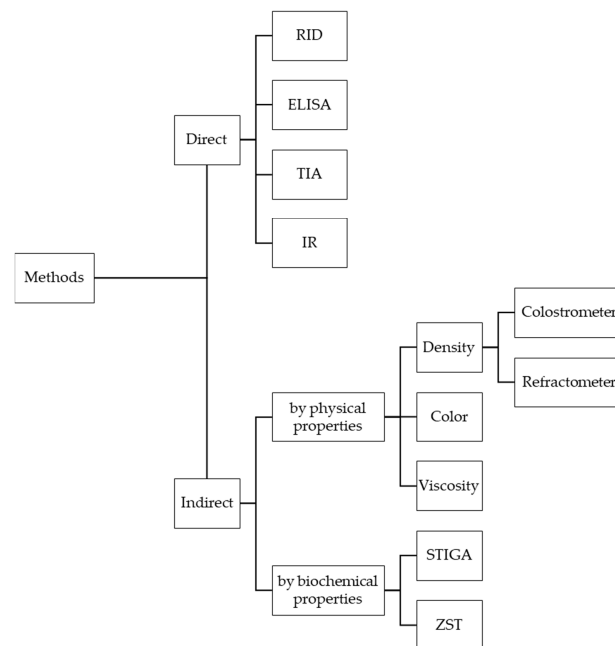 RID
ELISA
Direct
TIA
IR
Methods
Colostrometer
Density
Refractometer
by physical
properties
Color
Viscosity
Indirect
STIGA
by biochemical
properties
ZST